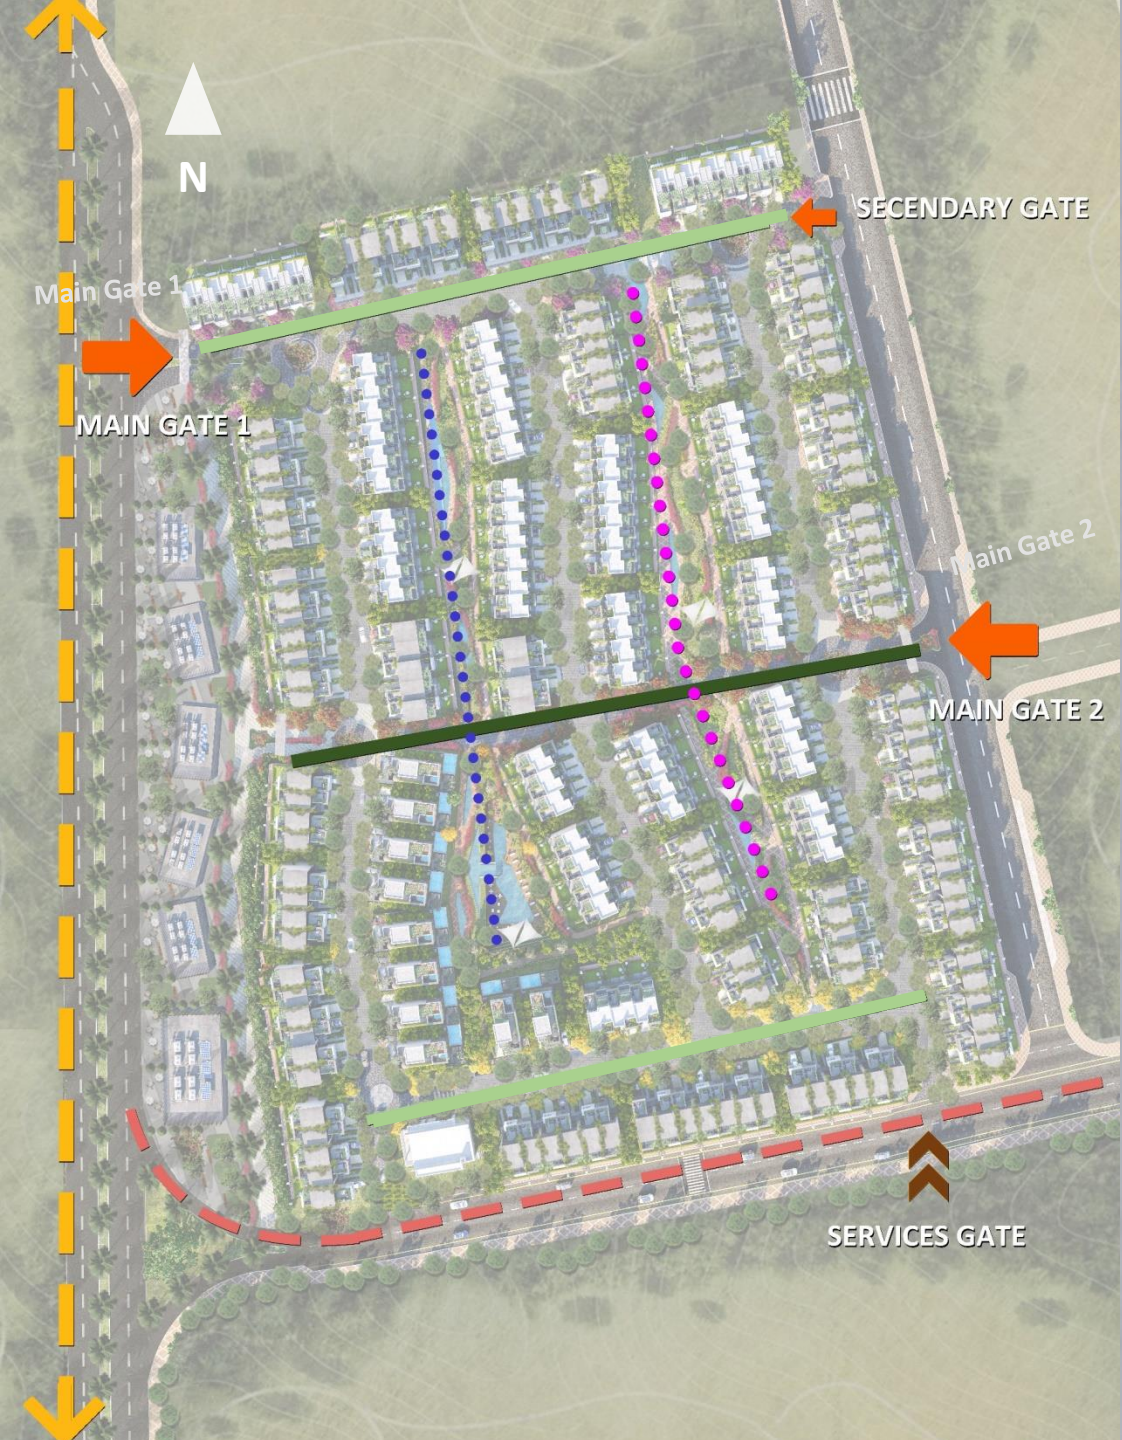 N
SECENDARY GATE
Main Gate 1
MAIN GATE 1
Main Gate 2
MAIN GATE 2
SERVICES GATE